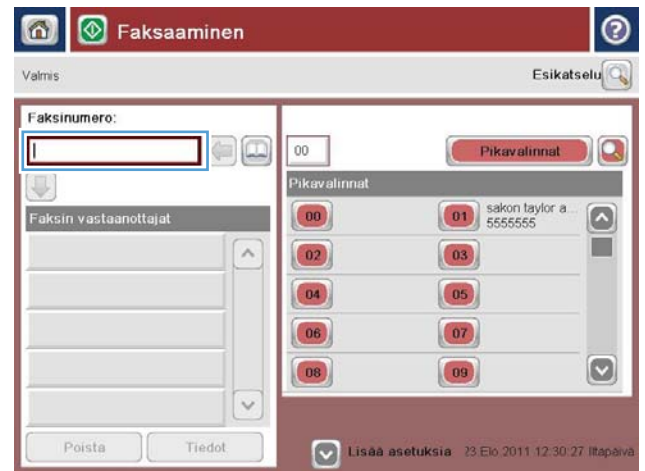 Faksaaminen
Valmis
Esikatselu
Faksinumero:
Faksin vastaanottajat
Poista
Tiedot
00
Pikavalinnat
Pikavalinnat
00
01
sakon taylor a...
5555555
02
03
04
05
06
07
08
09
Lisää asetuksia
23 Elo 2011 12:30:27 Iltapäivä